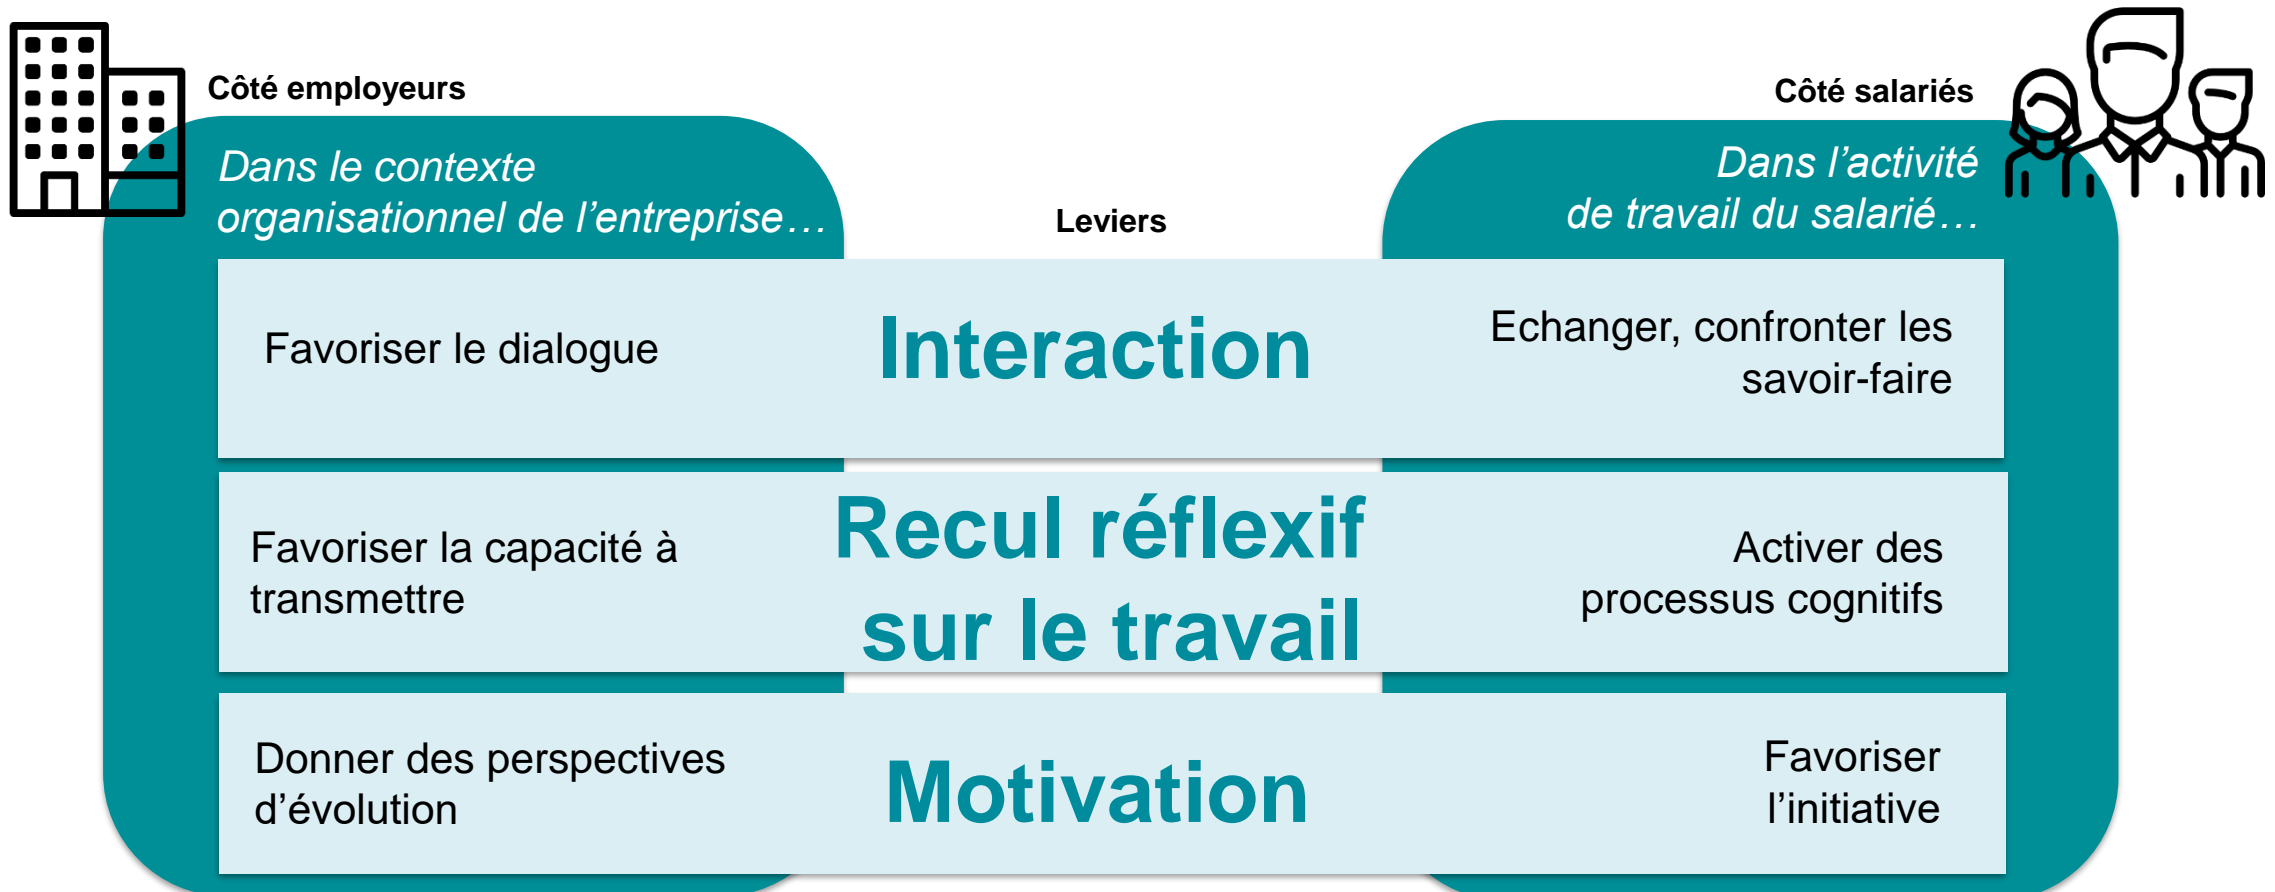 Côté employeurs
Côté salariés
Dans le contexte
organisationnel de l’entreprise…
Leviers
Dans l’activité
de travail du salarié…
Favoriser le dialogue
Interaction
Echanger, confronter les
savoir-faire
Favoriser la capacité à
transmettre
Recul réflexif
sur le travail
Activer des
processus cognitifs
Donner des perspectives
d’évolution
Motivation
Favoriser
l’initiative